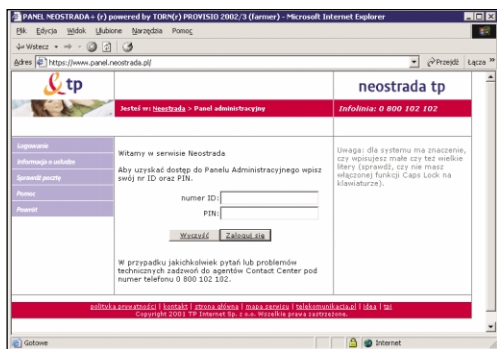 PANEL NEOSTRADA+ (r) powered by TORN(r) PROVISIO 2002/3 (farmer) - Microsoft Internet Explorer
Plik Edycja Widok Ulubione Narzędzia Pomoc
Wstecz
Adres https://www.panel.neostrada.pl/ Przejdź Łącza »
tp
neostrada tp
Jesteś w: Neostrada > Panel administracyjny
Infolinia: 0 800 102 102
Logowanie
Informacje o usłudze
Sprawdź pocztę
Pomoc
Powrót
Witamy w serwisie Neostrada
Aby uzyskać dostęp do Panelu Administracyjnego wpisz
swój nr ID oraz PIN.
numer ID:
PIN:
Wyczyść Zaloguj się
W przypadku jakichkolwiek pytań lub problemów
technicznych zadzwoń do agentów Contact Center pod
numer telefonu 0 800 102 102.
Uwaga: dla systemu ma znaczenie,
czy wpisujesz małe czy też wielkie
litery (sprawdź, czy nie masz
włączonej funkcji Caps Lock na
klawiaturze).
polityka prywatności | kontakt | strona główna | mapa serwisu | telekomunikacja.pl | idea | tpi
Copyright 2001 TP Internet Sp. z o.o. Wszelkie prawa zastrzeżone.
Gotowe Internet